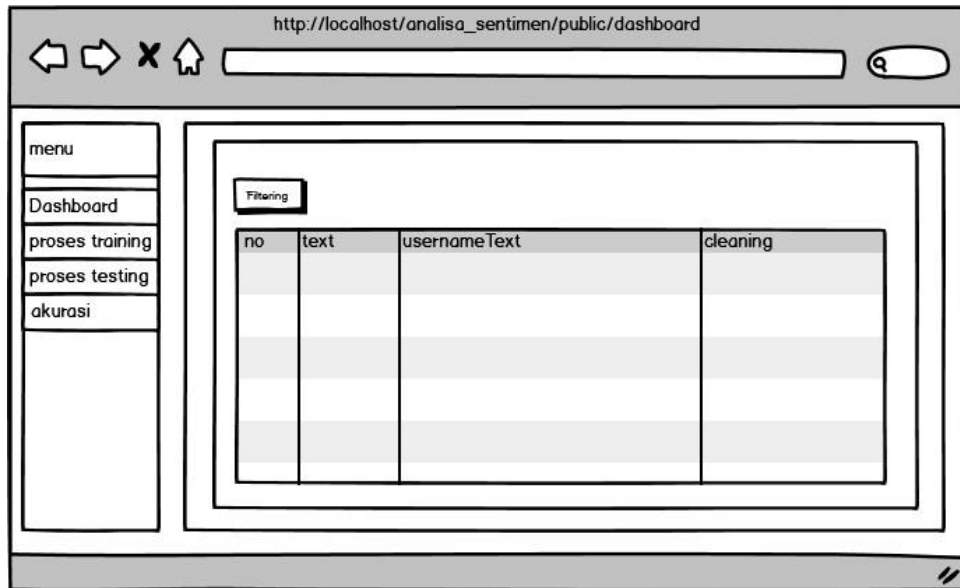 http://localhost/analisa_sentimen/public/dashboard
menu
Dashboard
proses training
proses testing
akurasi
Filtering
no text usernameText cleaning